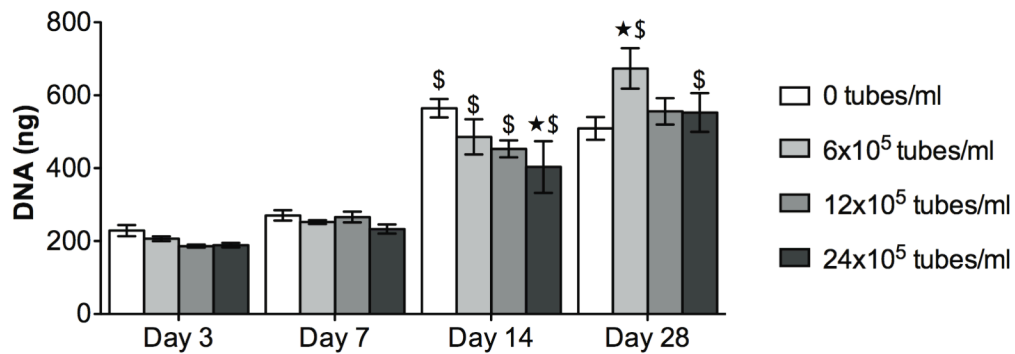 DNA (ng)
800
600
400
200
0
★$
$
$
$
$
★$
Day 3
Day 7
Day 14
Day 28
0 tubes/ml
6x10⁵ tubes/ml
12x10⁵ tubes/ml
24x10⁵ tubes/ml